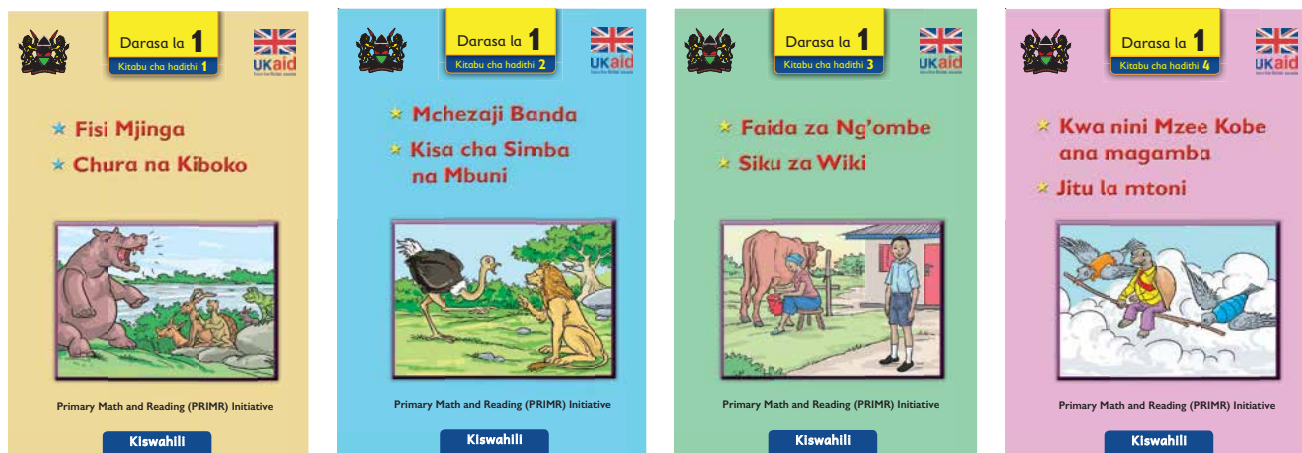 Darasa la 1
Kitabu cha hadithi 1
UKaid
Fisi Mjinga
Chura na Kiboko
Primary Math and Reading (PRIMR) Initiative
Kiswahili
Darasa la 1
Kitabu cha hadithi 2
UKaid
Mchezaji Banda
Kisa cha Simba
na Mbuni
Primary Math and Reading (PRIMR) Initiative
Kiswahili
Darasa la 1
Kitabu cha hadithi 3
UKaid
Faida za Ng'ombe
Siku za Wiki
Primary Math and Reading (PRIMR) Initiative
Kiswahili
Darasa la 1
Kitabu cha hadithi 4
UKaid
Kwa nini Mzee Kobe
ana magamba
Jitu la mtoni
Primary Math and Reading (PRIMR) Initiative
Kiswahili